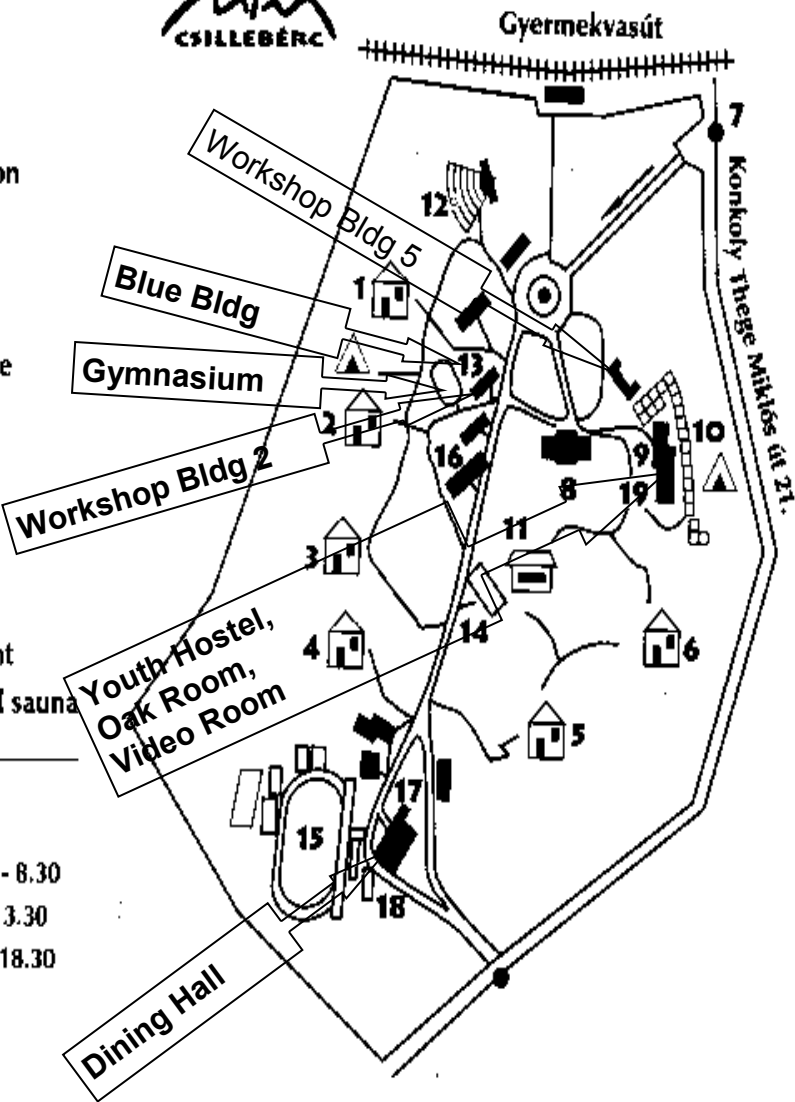 CSILLEBÉRC
Gyermekvasút
7
Konkoly Thege Miklós út 21.
on
Workshop Bldg 5
12
1
Blue Bldg
13
e
Gymnasium
2
10
9
16
Workshop Bldg 2
8
19
11
3
14
4
6
nt
Youth Hostel,
Oak Room,
Video Room
sauna
5
17
15
- 8.30
3.30
18
18.30
Dining Hall